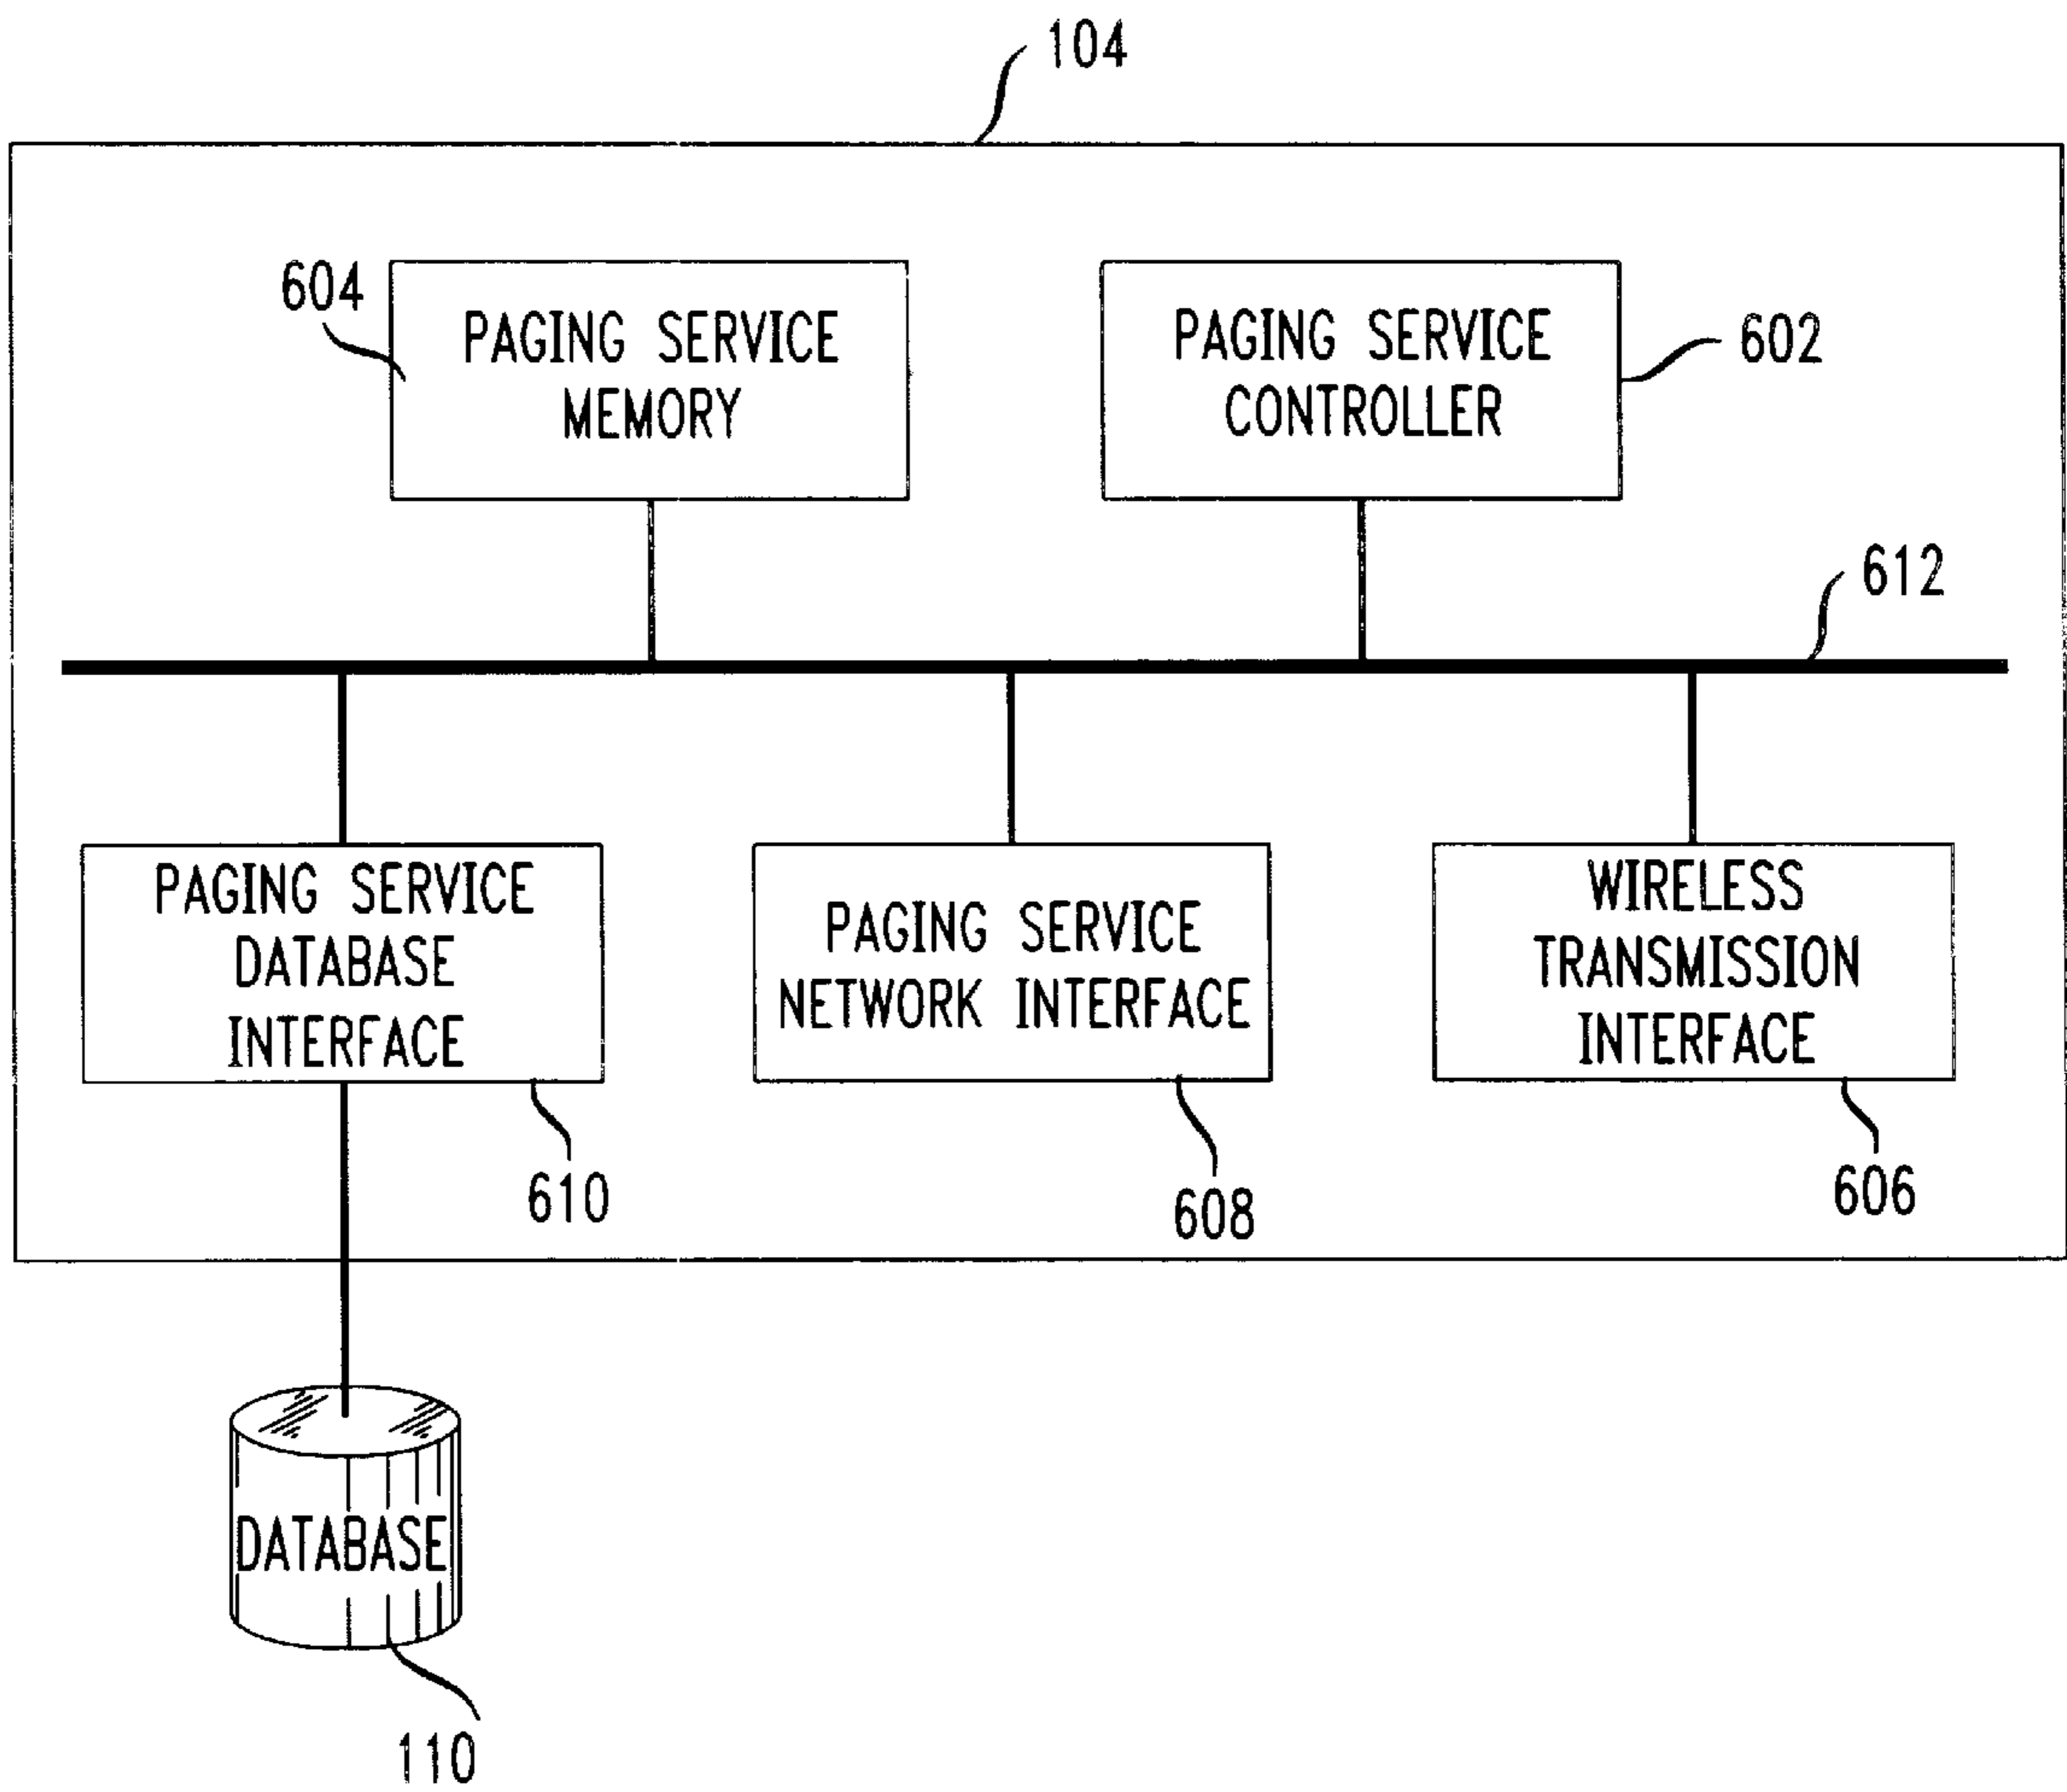 104
604
PAGING SERVICE
MEMORY
PAGING SERVICE
CONTROLLER
602
612
PAGING SERVICE
DATABASE
INTERFACE
PAGING SERVICE
NETWORK INTERFACE
WIRELESS
TRANSMISSION
INTERFACE
610
608
606
DATABASE
110